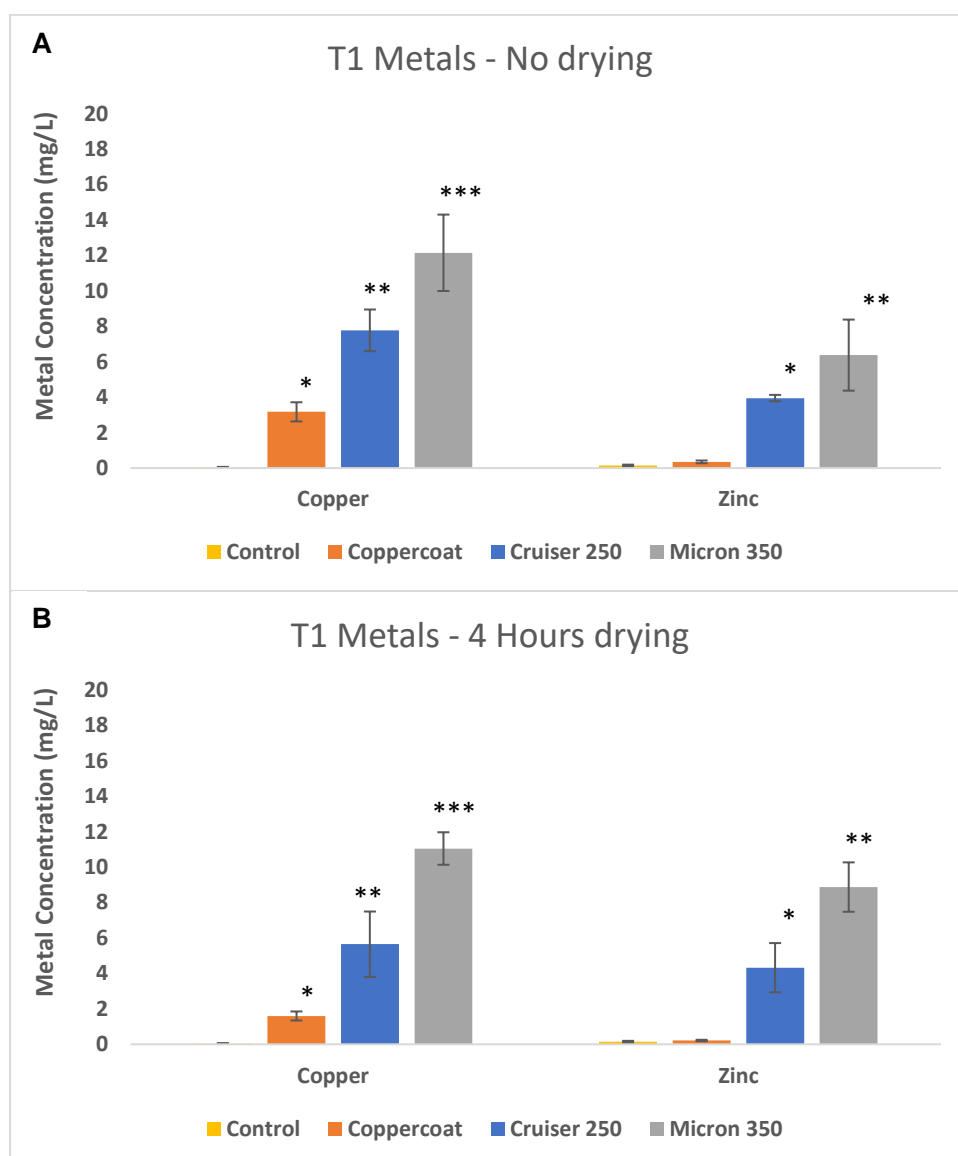 A
T1 Metals - No drying
Metal Concentration (mg/L)
20
18
16
14
12
10
8
6
4
2
0
***
**
*
**
*
Copper
Zinc
Control Coppercoat Cruiser 250 Micron 350
B
T1 Metals - 4 Hours drying
Metal Concentration (mg/L)
20
18
16
14
12
10
8
6
4
2
0
***
**
*
**
*
Copper
Zinc
Control Coppercoat Cruiser 250 Micron 350